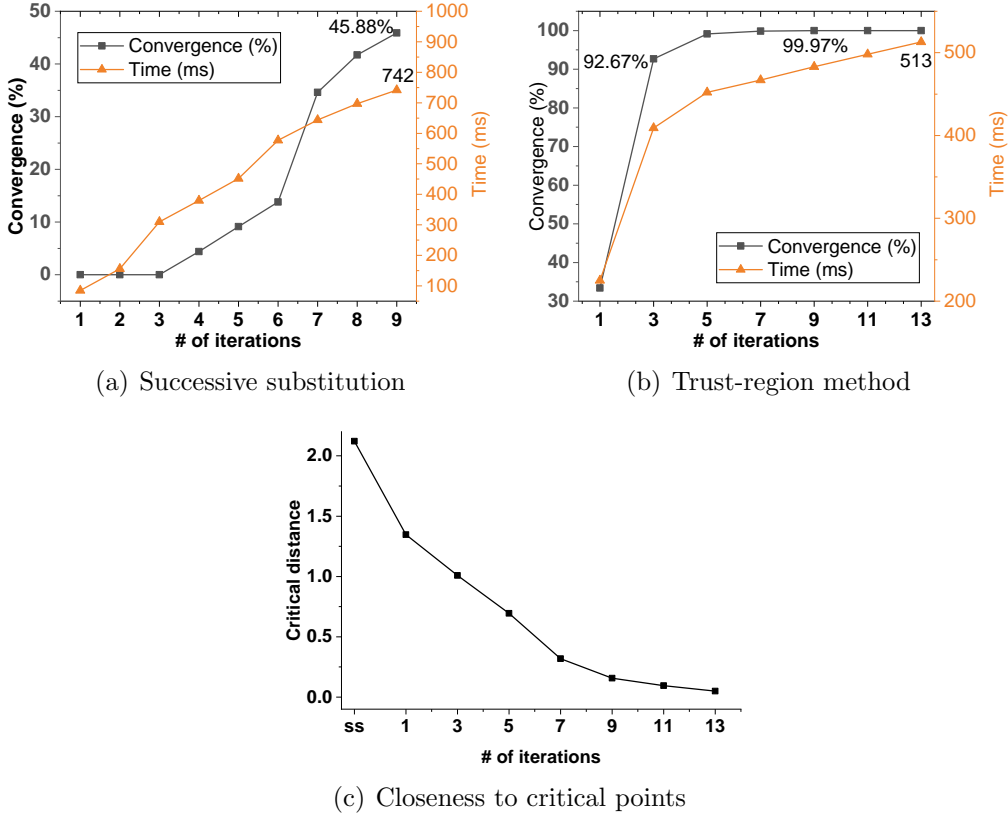 50
40
30
20
10
0
Convergence (%)
Convergence (%)
Time (ms)
45.88%
742
1000
900
800
700
600
500
400
300
200
100
Time (ms)
1 2 3 4 5 6 7 8 9
# of iterations
(a) Successive substitution
100
90
80
70
60
50
40
30
Convergence (%)
92.67%
99.97%
513
Convergence (%)
Time (ms)
500
400
300
200
Time (ms)
1 3 5 7 9 11 13
# of iterations
(b) Trust-region method
2.0
1.5
1.0
0.5
0.0
Critical distance
ss 1 3 5 7 9 11 13
# of iterations
(c) Closeness to critical points